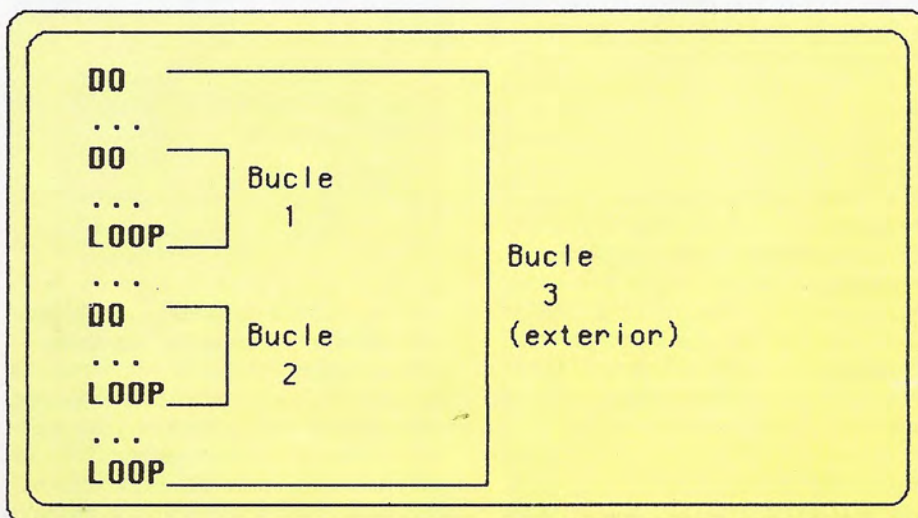 DO
...
DO
Bucle
...
1
LOOP
Bucle
...
3
DO
(exterior)
Bucle
...
2
LOOP
...
LOOP